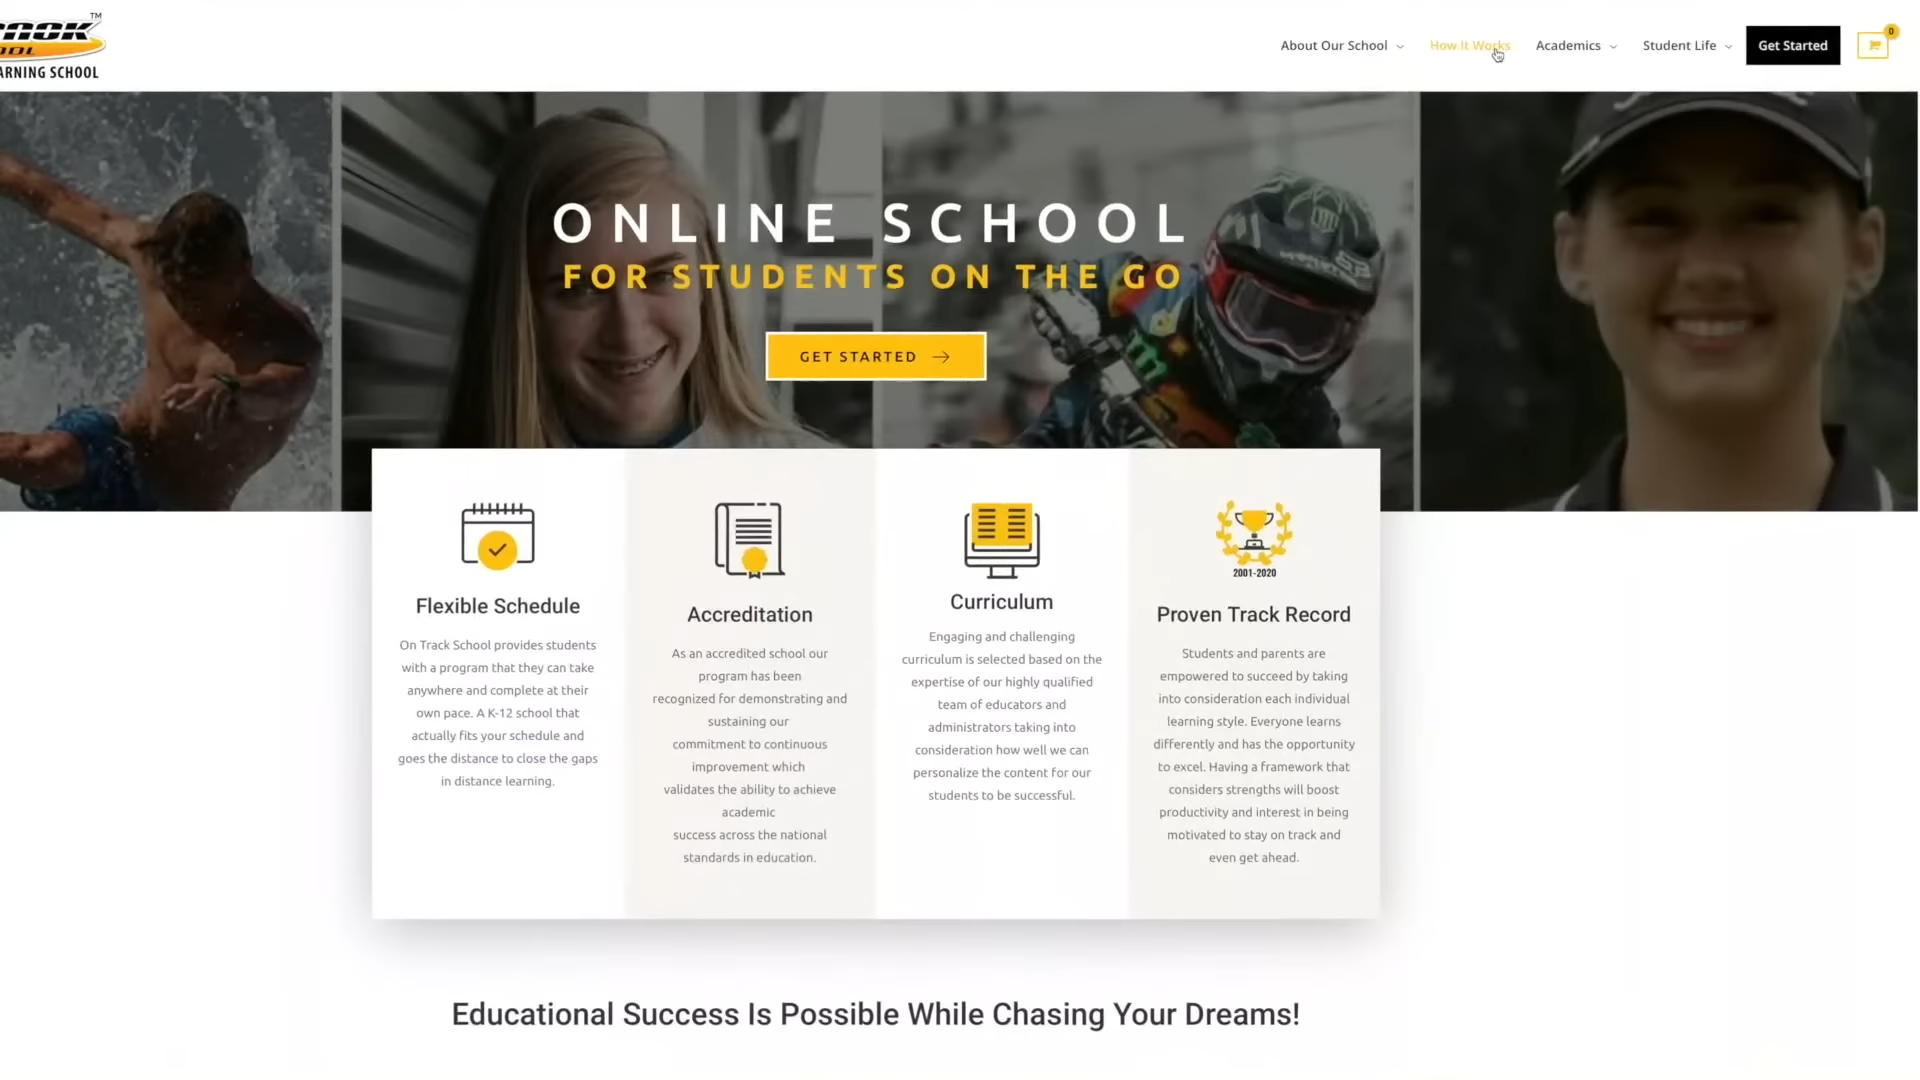 TM
ARNING SCHOOL
About Our School
How It Works
Academics
Student Life
Get Started
0
ONLINE SCHOOL
FOR STUDENTS ON THE GO
GET STARTED
Flexible Schedule
On Track School provides students
with a program that they can take
anywhere and complete at their
own pace. A K-12 school that
actually fits your schedule and
goes the distance to close the gaps
in distance learning.
Accreditation
As an accredited school our
program has been
recognized for demonstrating and
sustaining our
commitment to continuous
improvement which
validates the ability to achieve
academic
success across the national
standards in education.
Curriculum
Engaging and challenging
curriculum is selected based on the
expertise of our highly qualified
team of educators and
administrators taking into
consideration how well we can
personalize the content for our
students to be successful.
2001-2020
Proven Track Record
Students and parents are
empowered to succeed by taking
into consideration each individual
learning style. Everyone learns
differently and has the opportunity
to excel. Having a framework that
considers strengths will boost
productivity and interest in being
motivated to stay on track and
even get ahead.
Educational Success Is Possible While Chasing Your Dreams!